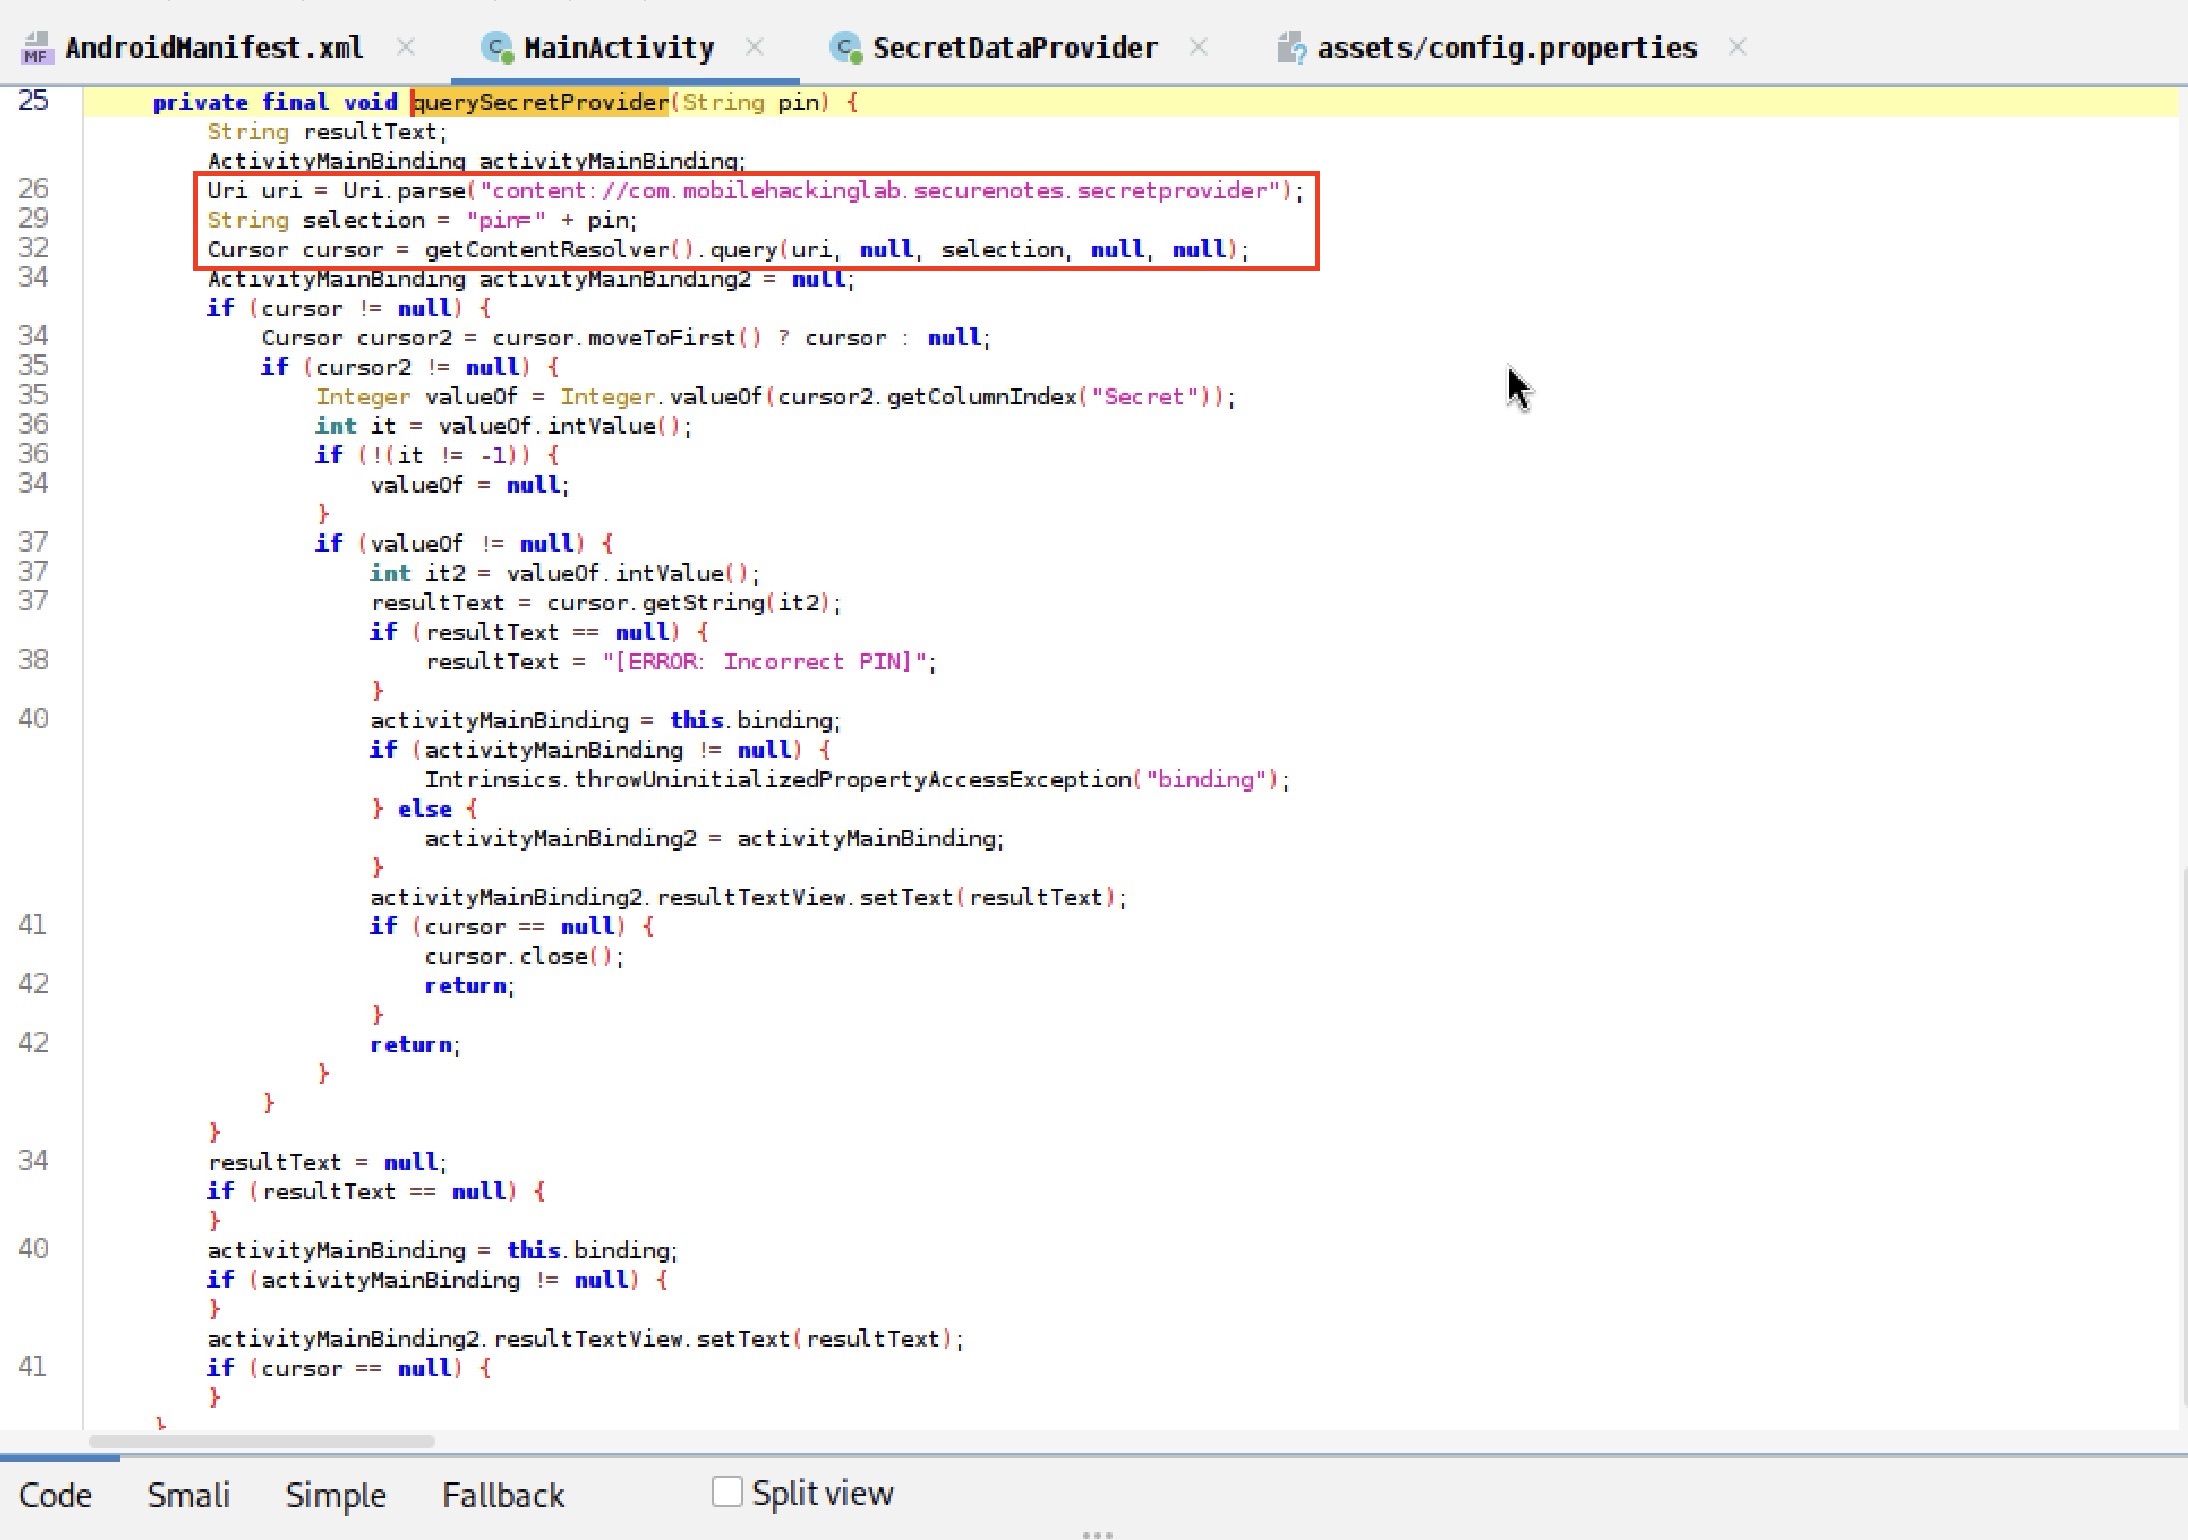 AndroidManifest.xml MainActivity SecretDataProvider assets/config.properties
25 private final void querySecretProvider(String pin) {
String resultText;
ActivityMainBinding activityMainBinding;
26 Uri uri = Uri.parse("content://com.mobilehackinglab.securenotes.secretprovider");
29 String selection = "pin=" + pin;
32 Cursor cursor = getContentResolver().query(uri, null, selection, null, null);
34 ActivityMainBinding activityMainBinding2 = null;
if (cursor != null) {
34 Cursor cursor2 = cursor.moveToFirst() ? cursor : null;
35 if (cursor2 != null) {
35 Integer valueOf = Integer.valueOf(cursor2.getColumnIndex("Secret"));
36 int it = valueOf.intValue();
36 if (!(it != -1)) {
34 valueOf = null;
}
37 if (valueOf != null) {
37 int it2 = valueOf.intValue();
37 resultText = cursor.getString(it2);
if (resultText == null) {
38 resultText = "[ERROR: Incorrect PIN]";
}
40 activityMainBinding = this.binding;
if (activityMainBinding != null) {
Intrinsics.throwUninitializedPropertyAccessException("binding");
} else {
activityMainBinding2 = activityMainBinding;
}
activityMainBinding2.resultTextView.setText(resultText);
41 if (cursor == null) {
cursor.close();
42 return;
}
42 return;
}
}
}
34 resultText = null;
if (resultText == null) {
}
40 activityMainBinding = this.binding;
if (activityMainBinding != null) {
}
activityMainBinding2.resultTextView.setText(resultText);
41 if (cursor == null) {
}
}
Code Smali Simple Fallback Split view